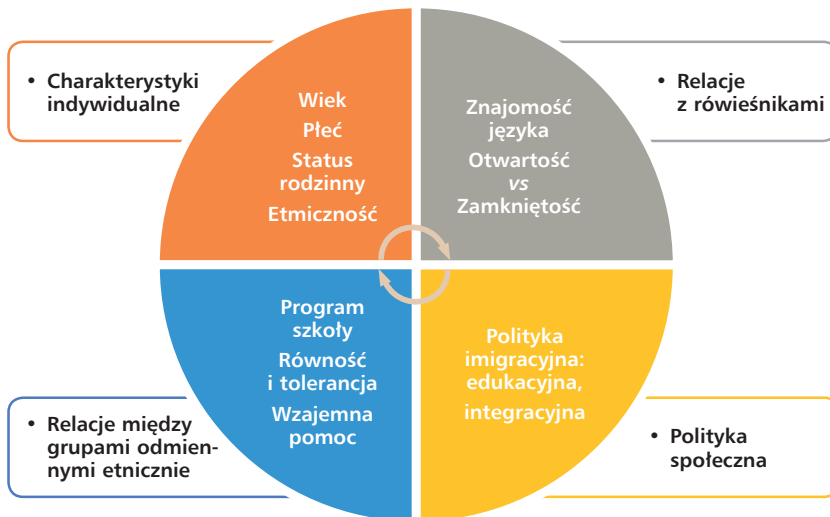 • Charakterystyki
indywidualne
Wiek
Płeć
Status
rodzinny
Etmiczność
Znajomość
języka
Otwartość
vs
Zamkniętość
• Relacje
z rówieśnikami
• Relacje między
grupami odmien-
nymi etnicznie
Program
szkoły
Równość
i tolerancja
Wzajemna
pomoc
Polityka
imigracyjna:
edukacyjna,
integracyjna
• Polityka
społeczna